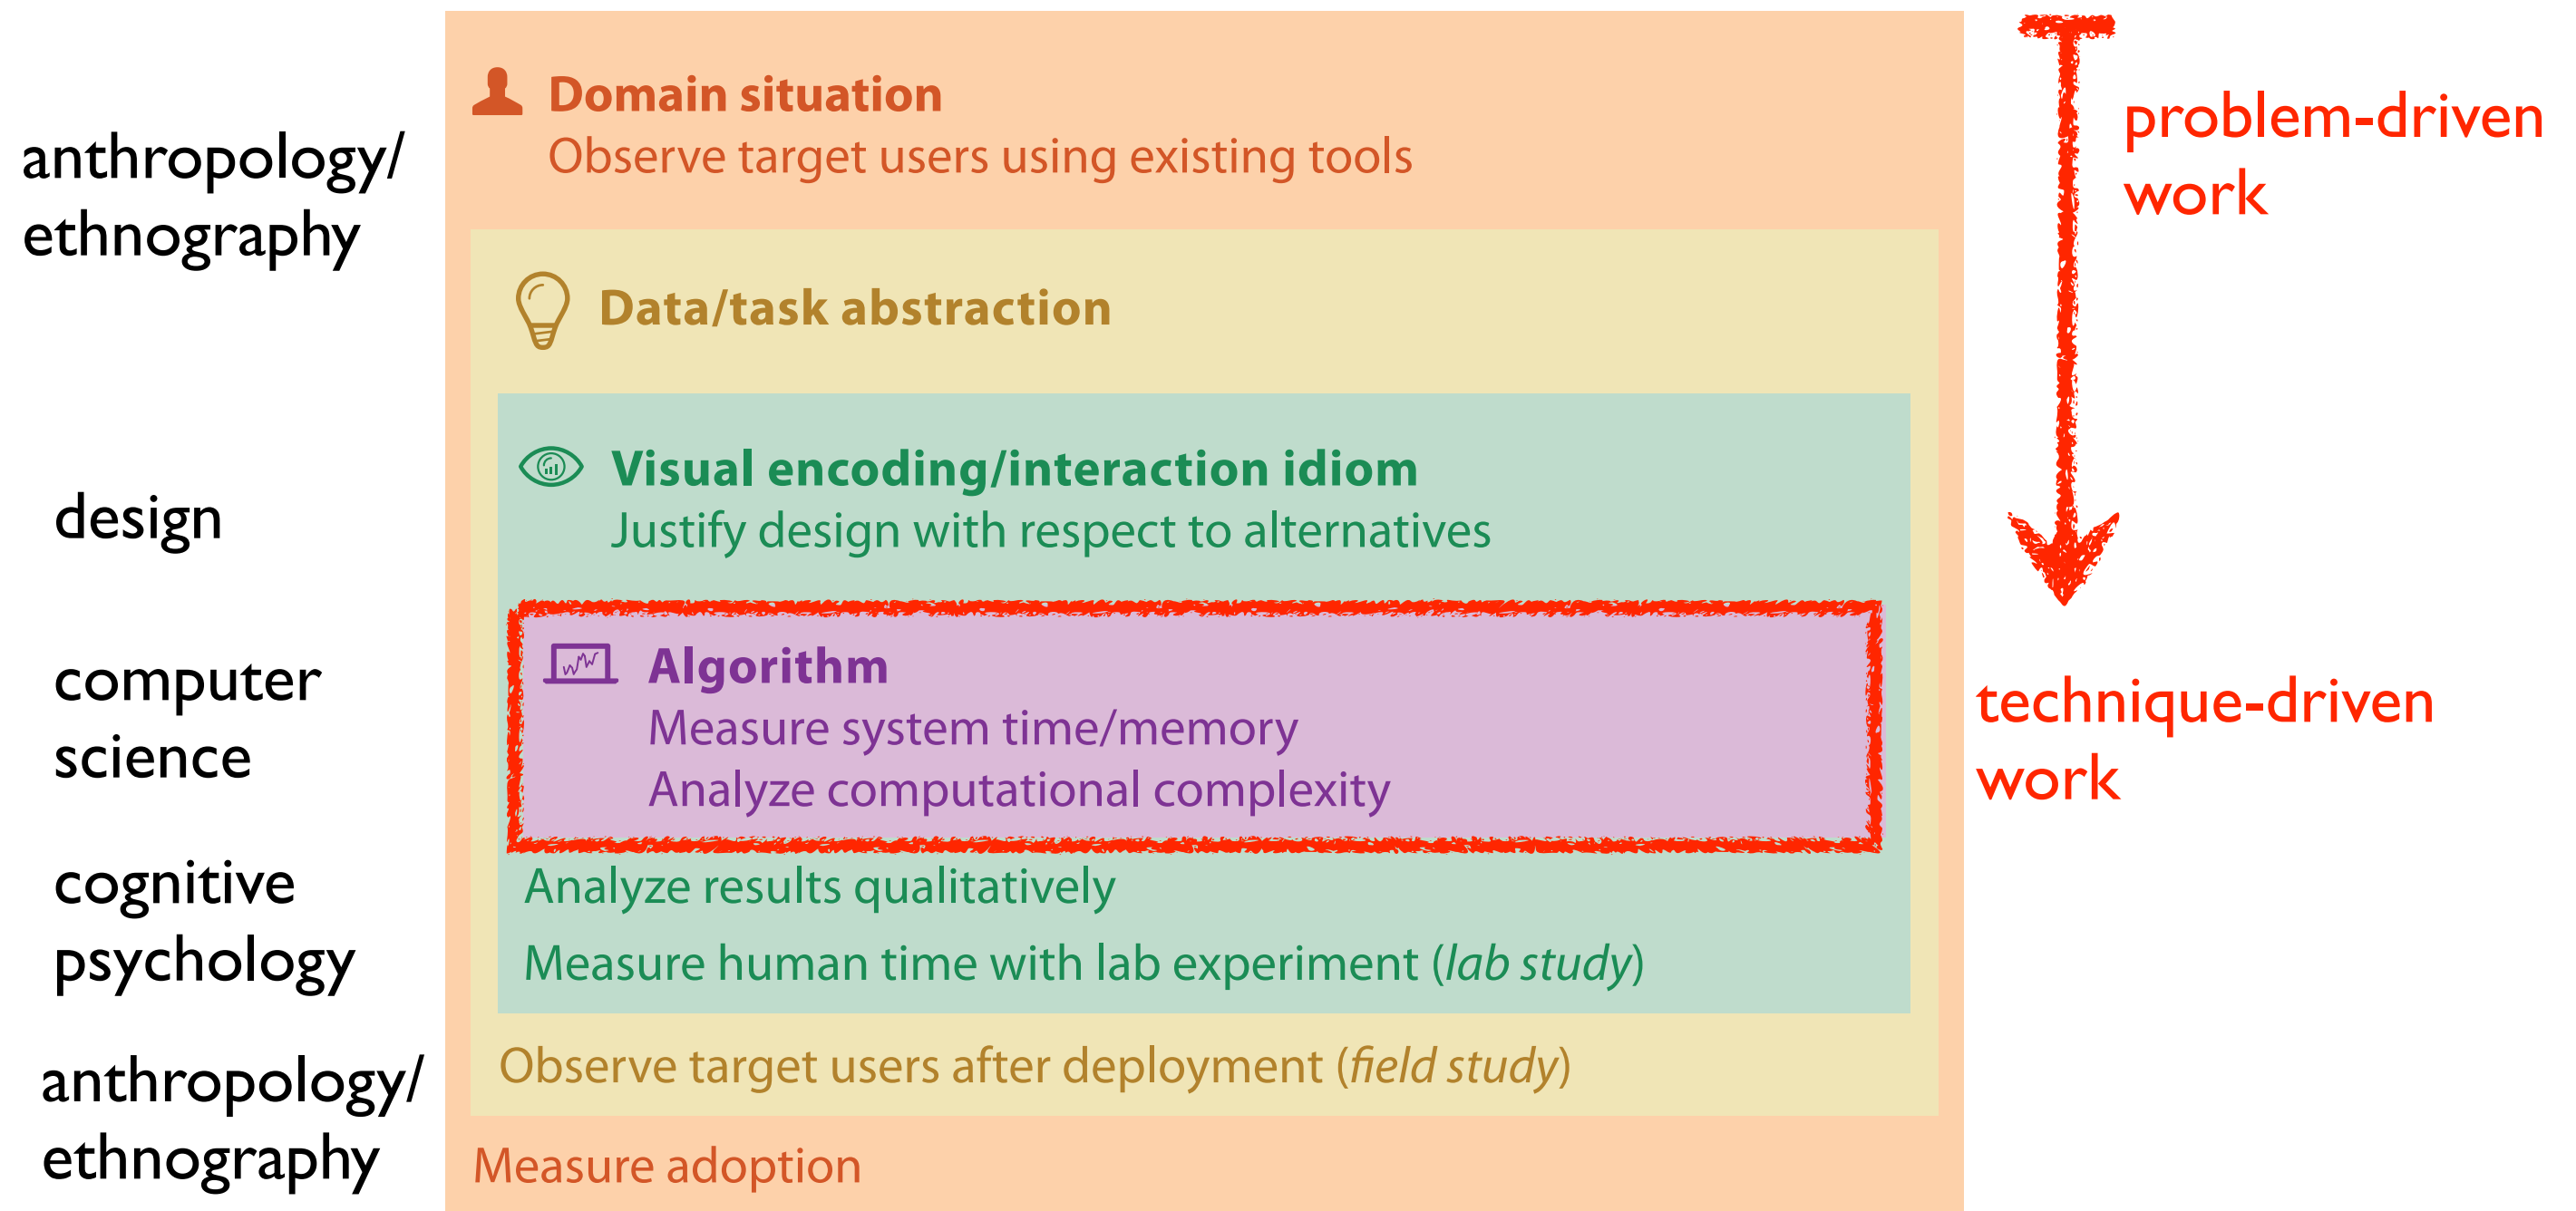 anthropology/
ethnography
design
computer
science
cognitive
psychology
anthropology/
ethnography
Domain situation
Observe target users using existing tools
Data/task abstraction
Visual encoding/interaction idiom
Justify design with respect to alternatives
Algorithm
Measure system time/memory
Analyze computational complexity
Analyze results qualitatively
Measure human time with lab experiment (lab study)
Observe target users after deployment (field study)
Measure adoption
problem-driven
work
technique-driven
work